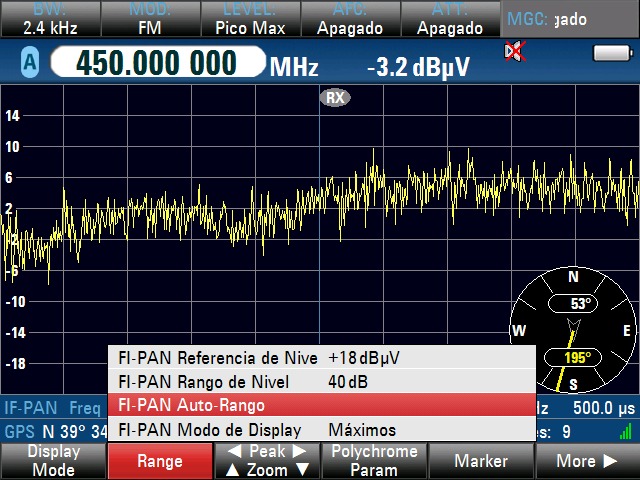 BW: MOD: LEVEL: AFC: ATT: MGC:
2.4 kHz FM Pico Max Apagado Apagado gado
A 450.000 000 MHz -3.2 dBµV
RX
14
10
6
2
-2
-6
-10
-14
-18
N
53°
W E
195°
S
FI-PAN Referencia de Nive +18 dBµV
FI-PAN Rango de Nivel 40 dB
FI-PAN Auto-Rango
FI-PAN Modo de Display Máximos
IF-PAN Freq Hz 500.0 µs
GPS N 39° 34 es: 9
Display Mode
Range
◀ Peak ▶
▲ Zoom ▼
Polychrome Param
Marker
More ▶